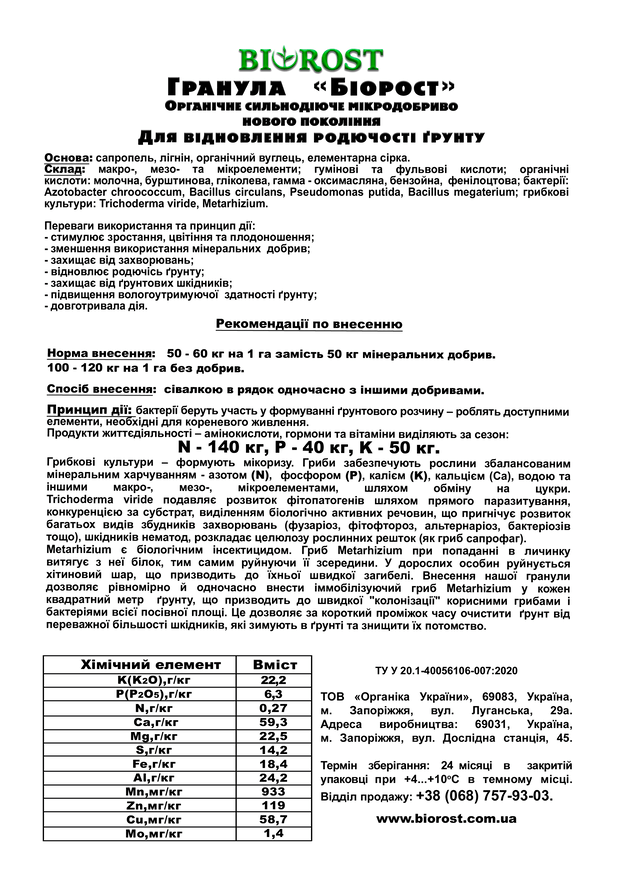 BIOROST
Гранула «Біорост»
Органічне сильнодіюче мікродобриво
нового покоління
Для відновлення родючості ґрунту
Основа: сапропель, лігнін, органічний вуглець, елементарна сірка.
Склад: макро-, мезо- та мікроелементи; гумінові та фульвові кислоти; органічні
кислоти: молочна, бурштинова, гліколева, гамма - оксимасляна, бензойна, фенілоцтова; бактерії:
Azotobacter chroococcum, Bacillus circulans, Pseudomonas putida, Bacillus megaterium; грибкові
культури: Trichoderma viride, Metarhizium.
Переваги використання та принцип дії:
- стимулює зростання, цвітіння та плодоношення;
- зменшення використання мінеральних добрив;
- захищає від захворювань;
- відновлює родючісь ґрунту;
- захищає від ґрунтових шкідників;
- підвищення вологоутримуючої здатності ґрунту;
- довготривала дія.
Рекомендації по внесенню
Норма внесення: 50 - 60 кг на 1 га замість 50 кг мінеральних добрив.
100 - 120 кг на 1 га без добрив.
Спосіб внесення: сівалкою в рядок одночасно з іншими добривами.
Принцип дії: бактерії беруть участь у формуванні ґрунтового розчину – роблять доступними
елементи, необхідні для кореневого живлення.
Продукти життєдіяльності – амінокислоти, гормони та вітаміни виділяють за сезон:
N - 140 кг, P - 40 кг, K - 50 кг.
Грибкові культури – формують мікоризу. Гриби забезпечують рослини збалансованим
мінеральним харчуванням - азотом (N), фосфором (P), калієм (K), кальцієм (Ca), водою та
іншими макро-, мезо-, мікроелементами, шляхом обміну на цукри.
Trichoderma viride подавляє розвиток фітопатогенів шляхом прямого паразитування,
конкуренцією за субстрат, виділенням біологічно активних речовин, що пригнічує розвиток
багатьох видів збудників захворювань (фузаріоз, фітофтороз, альтернаріоз, бактеріозів
тощо), шкідників нематод, розкладає целюлозу рослинних решток (як гриб сапрофаг).
Metarhizium є біологічним інсектицидом. Гриб Metarhizium при попаданні в личинку
витягує з неї білок, тим самим руйнуючи її зсередини. У дорослих особин руйнується
хітиновий шар, що призводить до їхньої швидкої загибелі. Внесення нашої гранули
дозволяє рівномірно й одночасно внести іммобілізуючий гриб Metarhizium у кожен
квадратний метр ґрунту, що призводить до швидкої "колонізації" корисними грибами і
бактеріями всієї посівної площі. Це дозволяє за короткий проміжок часу очистити ґрунт від
переважної більшості шкідників, які зимують в ґрунті та знищити їх потомство.
Хімічний елемент Вміст
K(K2O),г/кг 22,2
P(P2O5),г/кг 6,3
N,г/кг 0,27
Ca,г/кг 59,3
Mg,г/кг 22,5
S,г/кг 14,2
Fe,г/кг 18,4
Al,г/кг 24,2
Mn,мг/кг 933
Zn,мг/кг 119
Cu,мг/кг 58,7
Mo,мг/кг 1,4
ТУ У 20.1-40056106-007:2020
ТОВ «Органіка України», 69083, Україна,
м. Запоріжжя, вул. Луганська, 29а.
Адреса виробництва: 69031, Україна,
м. Запоріжжя, вул. Дослідна станція, 45.
Термін зберігання: 24 місяці в закритій
упаковці при +4...+10°C в темному місці.
Відділ продажу: +38 (068) 757-93-03.
www.biorost.com.ua